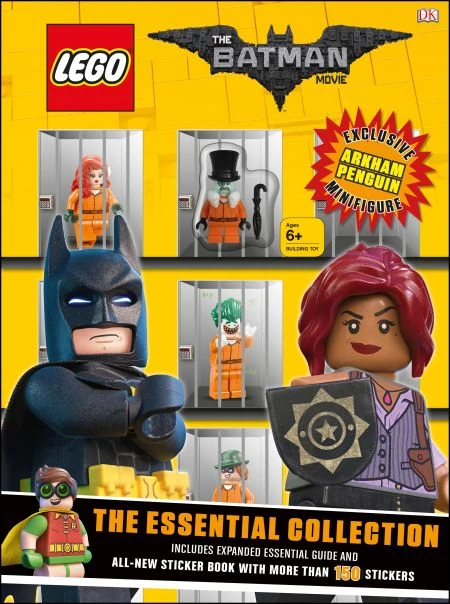 DK
LEGO
THE
BATMAN
MOVIE
EXCLUSIVE
ARKHAM
PENGUIN
MINIFIGURE
Ages
6+
BUILDING TOY
R
THE ESSENTIAL COLLECTION
INCLUDES EXPANDED ESSENTIAL GUIDE AND
ALL-NEW STICKER BOOK WITH MORE THAN 150 STICKERS